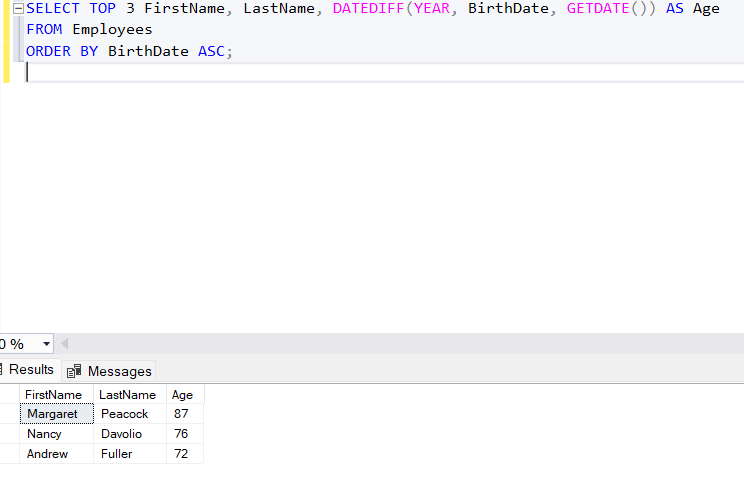 SELECT TOP 3 FirstName, LastName, DATEDIFF(YEAR, BirthDate, GETDATE()) AS Age
FROM Employees
ORDER BY BirthDate ASC;
0 %
Results Messages
FirstName LastName Age
Margaret Peacock 87
Nancy Davolio 76
Andrew Fuller 72